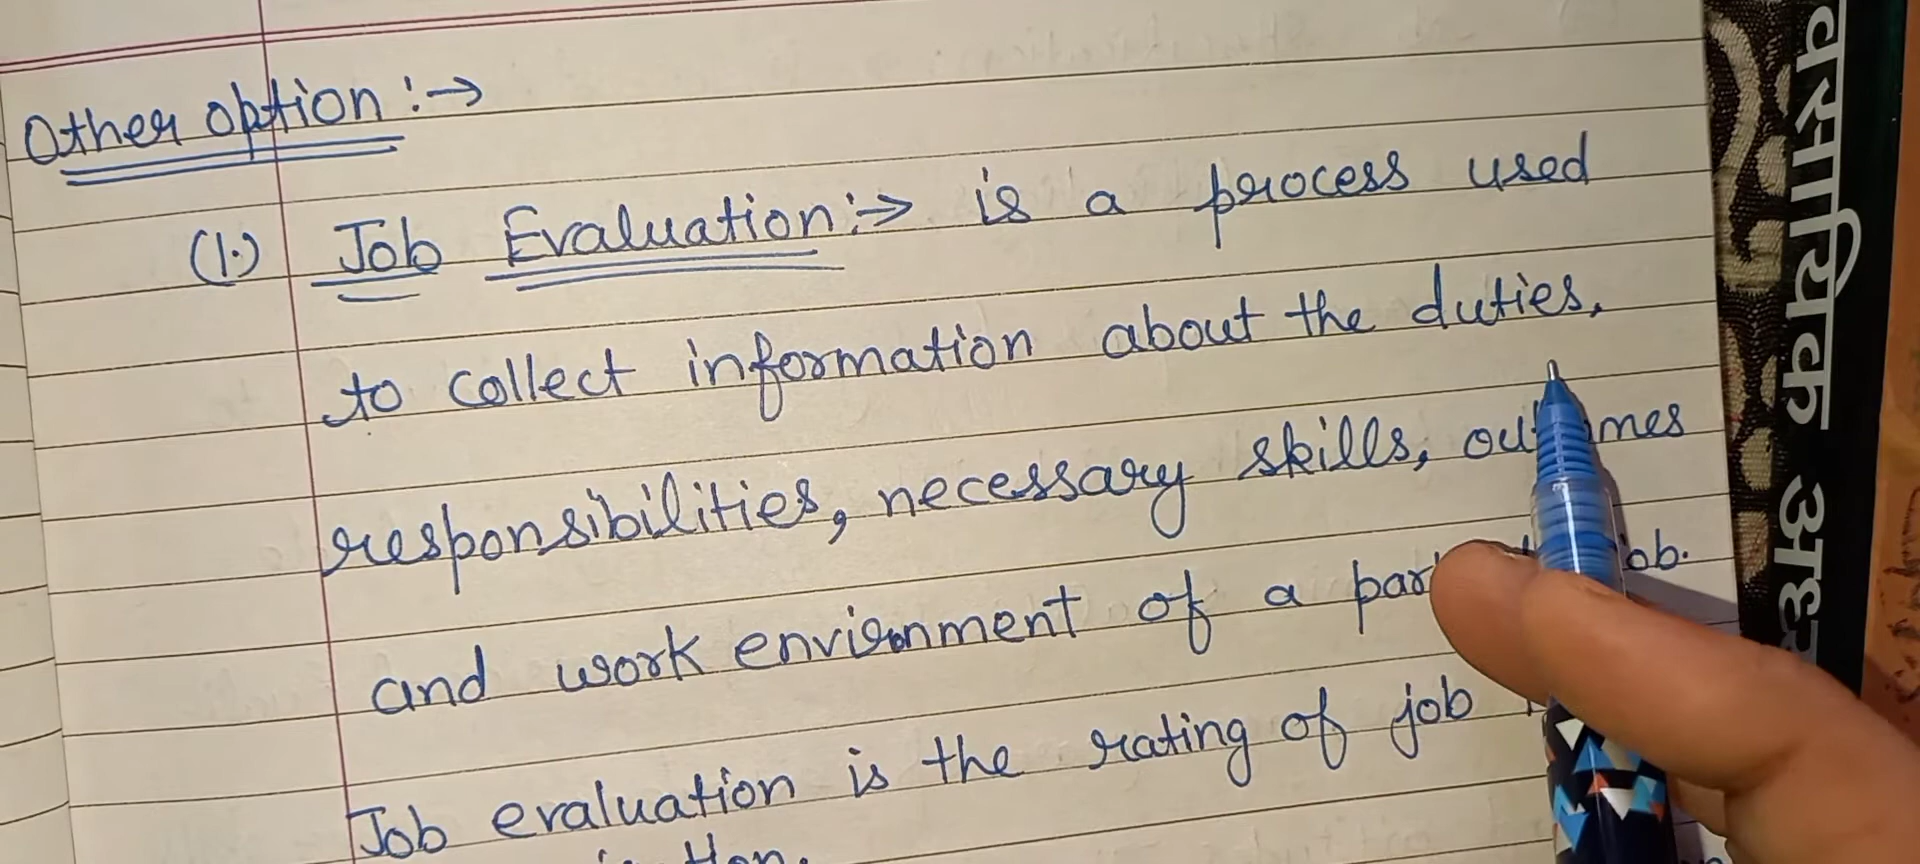 Other option :→
(1.) Job Evaluation :→ is a process used
to collect information about the duties,
responsibilities, necessary skills,
and work environment of a
Job evaluation is the rating of job
सामयिक